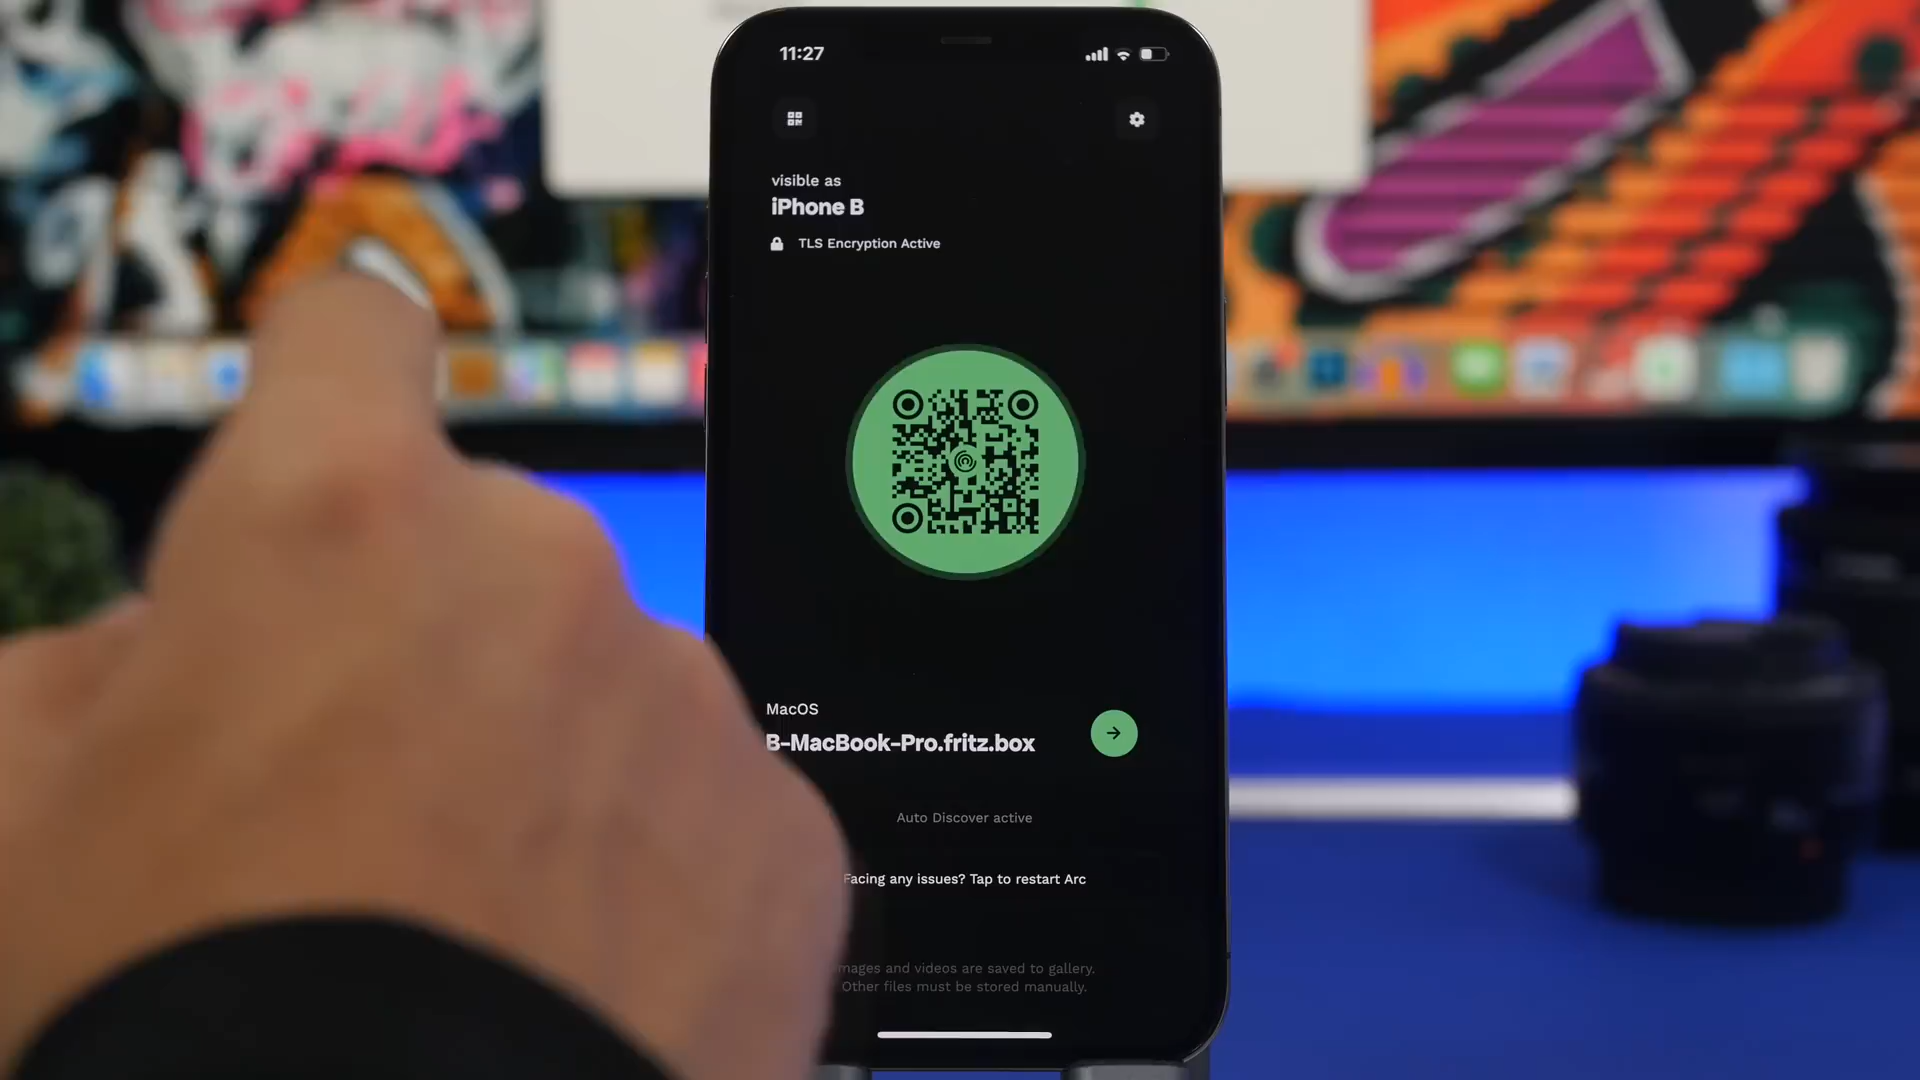 11:27
visible as
iPhone B
TLS Encryption Active
MacOS
B-MacBook-Pro.fritz.box
Auto Discover active
Facing any issues? Tap to restart Arc
mages and videos are saved to gallery.
Other files must be stored manually.